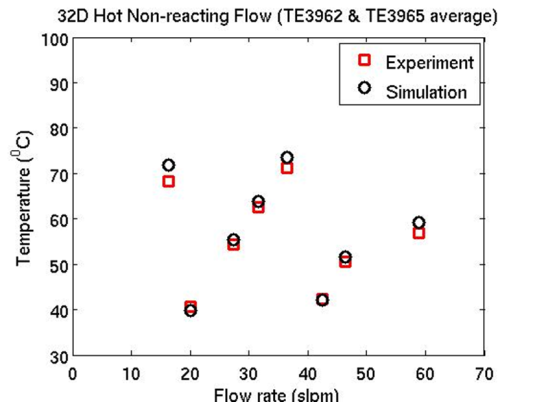 32D Hot Non-reacting Flow (TE3962 & TE3965 average)
Experiment
Simulation
Temperature (⁰C)
100
90
80
70
60
50
40
30
0 10 20 30 40 50 60 70
Flow rate (slpm)